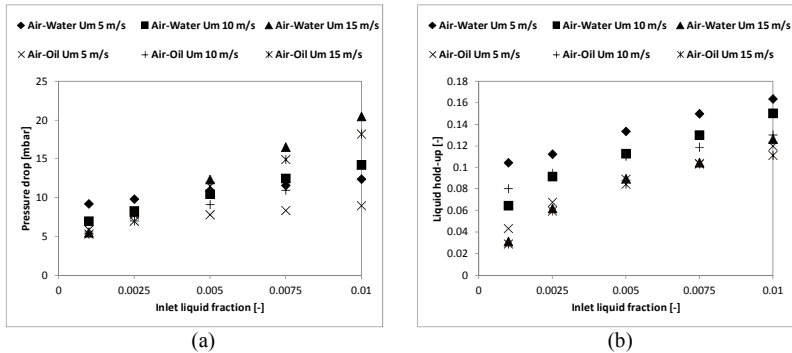 Air-Water Um 5 m/s Air-Water Um 10 m/s Air-Water Um 15 m/s
Air-Oil Um 5 m/s Air-Oil Um 10 m/s Air-Oil Um 15 m/s
25
20
15
10
5
0
Pressure drop [mbar]
0 0.0025 0.005 0.0075 0.01
Inlet liquid fraction [-]
(a)
Air-Water Um 5 m/s Air-Water Um 10 m/s Air-Water Um 15 m/s
Air-Oil Um 5 m/s Air-Oil Um 10 m/s Air-Oil Um 15 m/s
0.18
0.16
0.14
0.12
0.1
0.08
0.06
0.04
0.02
0
Liquid hold-up [-]
0 0.0025 0.005 0.0075 0.01
Inlet liquid fraction [-]
(b)